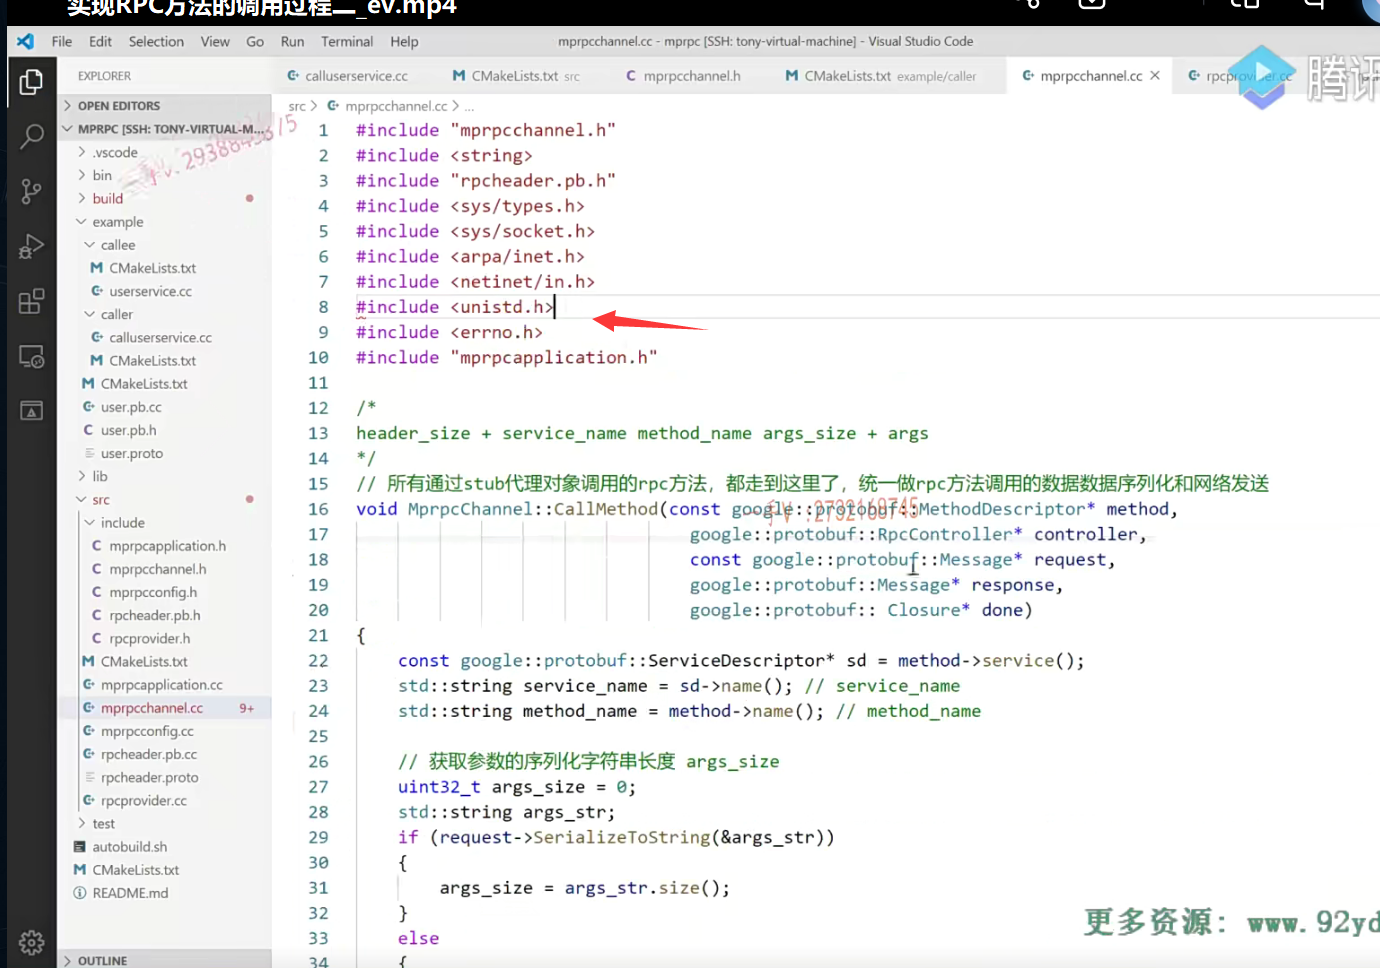 实现RPC方法的调用过程二_ev.mp4
File Edit Selection View Go Run Terminal Help
mprpcchannel.cc - mprpc [SSH: tony-virtual-machine] - Visual Studio Code
腾讯
EXPLORER
calluserservice.cc
CMakeLists.txt src
mprpcchannel.h
CMakeLists.txt example/caller
mprpcchannel.cc
OPEN EDITORS
MPRPC [SSH: TONY-VIRTUAL-M...
.vscode
bin
build
example
callee
CMakeLists.txt
userservice.cc
caller
calluserservice.cc
CMakeLists.txt
CMakeLists.txt
user.pb.cc
user.pb.h
user.proto
lib
src
include
mprpcapplication.h
mprpcchannel.h
mprpcconfig.h
rpcheader.pb.h
rpcprovider.h
CMakeLists.txt
mprpcapplication.cc
mprpcchannel.cc 9+
mprpcconfig.cc
rpcheader.pb.cc
rpcheader.proto
rpcprovider.cc
test
autobuild.sh
CMakeLists.txt
README.md
OUTLINE
src > mprpcchannel.cc > ...
1 #include "mprpcchannel.h"
2 #include <string>
3 #include "rpcheader.pb.h"
4 #include <sys/types.h>
5 #include <sys/socket.h>
6 #include <arpa/inet.h>
7 #include <netinet/in.h>
8 #include <unistd.h>
9 #include <errno.h>
10 #include "mprpcapplication.h"
11
12 /*
13 header_size + service_name method_name args_size + args
14 */
15 // 所有通过stub代理对象调用的rpc方法，都走到这里了，统一做rpc方法调用的数据数据序列化和网络发送
16 void MprpcChannel::CallMethod(const google::protobuf::MethodDescriptor* method,
17 google::protobuf::RpcController* controller,
18 const google::protobuf::Message* request,
19 google::protobuf::Message* response,
20 google::protobuf:: Closure* done)
21 {
22 const google::protobuf::ServiceDescriptor* sd = method->service();
23 std::string service_name = sd->name(); // service_name
24 std::string method_name = method->name(); // method_name
25
26 // 获取参数的序列化字符串长度 args_size
27 uint32_t args_size = 0;
28 std::string args_str;
29 if (request->SerializeToString(&args_str))
30 {
31 args_size = args_str.size();
32 }
33 else
34 {
更多资源：www.92yd